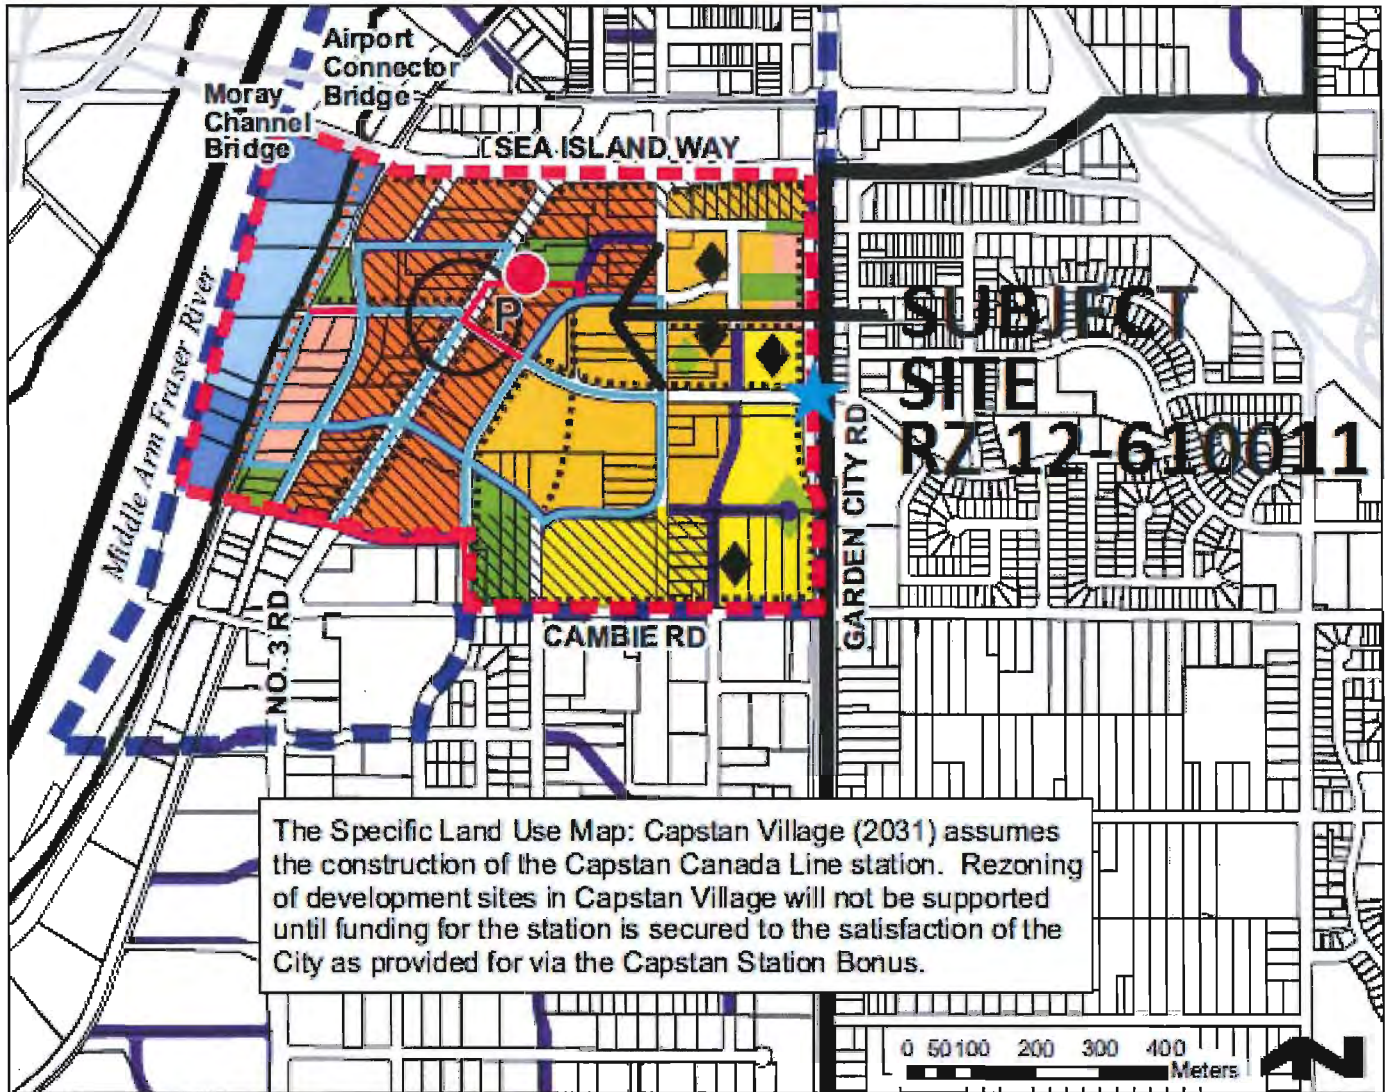 Airport
Connector
Bridge
Moray
Channel
Bridge
SEA ISLAND WAY
P
SUBJECT
SITE
RZ 12-610011
Middle Arm Fraser River
GARDEN CITY RD
NO. 3 RD
CAMBIE RD
The Specific Land Use Map: Capstan Village (2031) assumes
the construction of the Capstan Canada Line station. Rezoning
of development sites in Capstan Village will not be supported
until funding for the station is secured to the satisfaction of the
City as provided for via the Capstan Station Bonus.
0 50 100 200 300 400
Meters
N